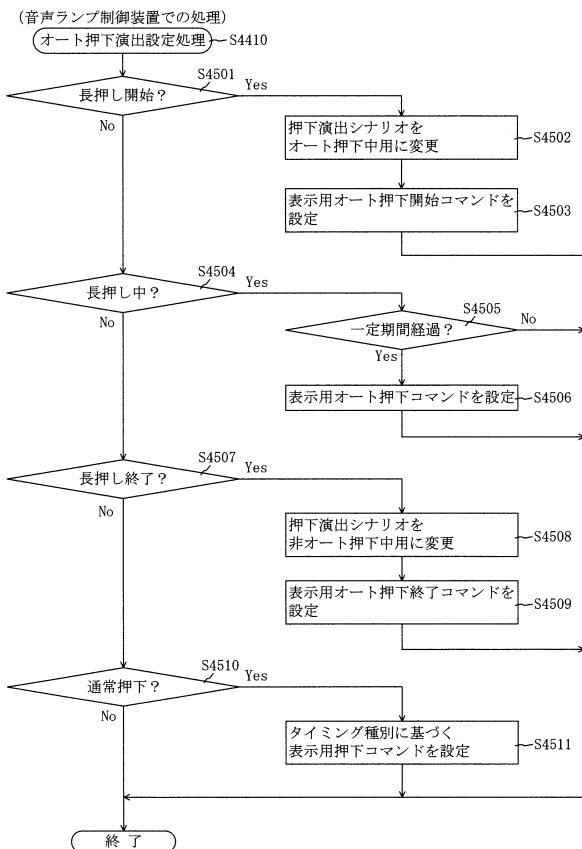 (音声ランプ制御装置での処理)
オート押下演出設定処理
S4410
S4501
長押し開始?
Yes
No
押下演出シナリオを
オート押下中用に変更
S4502
表示用オート押下開始コマンドを
設定
S4503
S4504
長押し中?
Yes
No
S4505
一定期間経過?
No
Yes
表示用オート押下コマンドを設定
S4506
S4507
長押し終了?
Yes
No
押下演出シナリオを
非オート押下中用に変更
S4508
表示用オート押下終了コマンドを
設定
S4509
S4510
通常押下?
Yes
No
タイミング種別に基づく
表示用押下コマンドを設定
S4511
終了